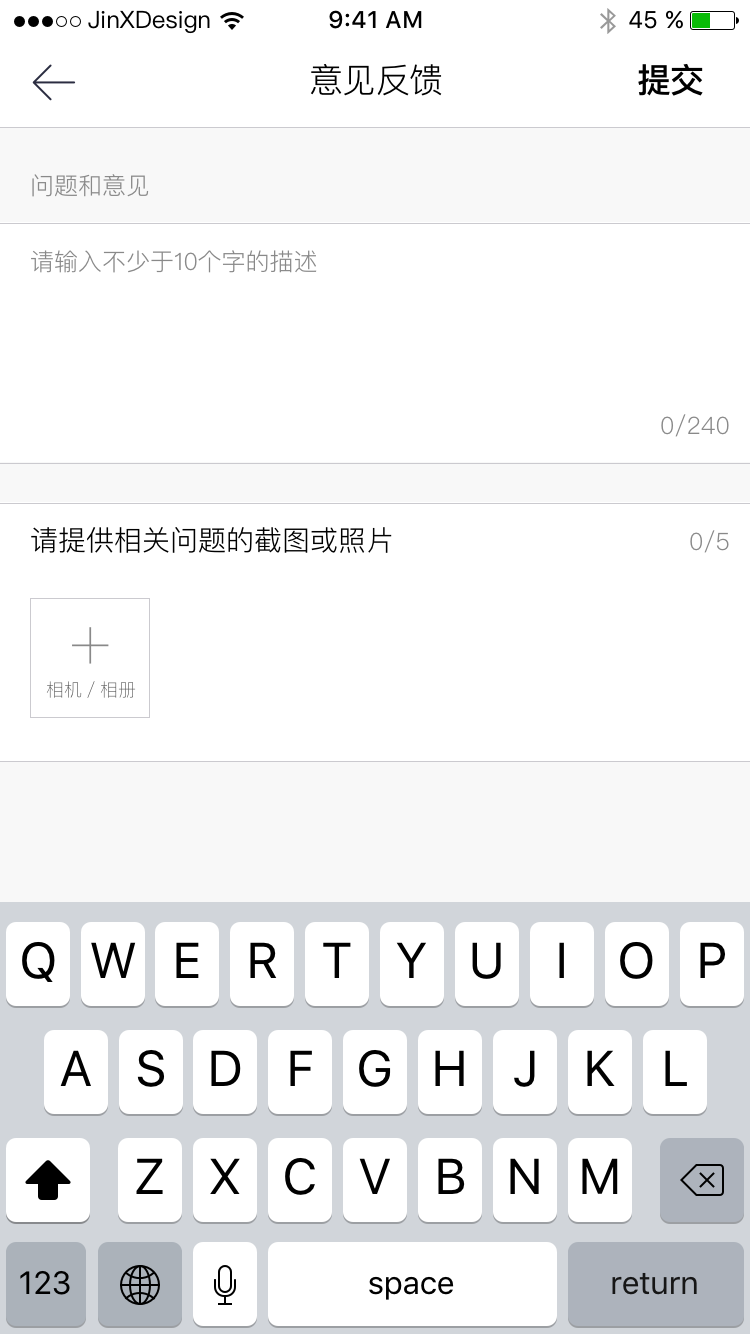 JinXDesign 9:41 AM 45 %
意见反馈 提交
问题和意见
请输入不少于10个字的描述
0/240
请提供相关问题的截图或照片 0/5
相机 / 相册
Q W E R T Y U I O P
A S D F G H J K L
Z X C V B N M
123 space return